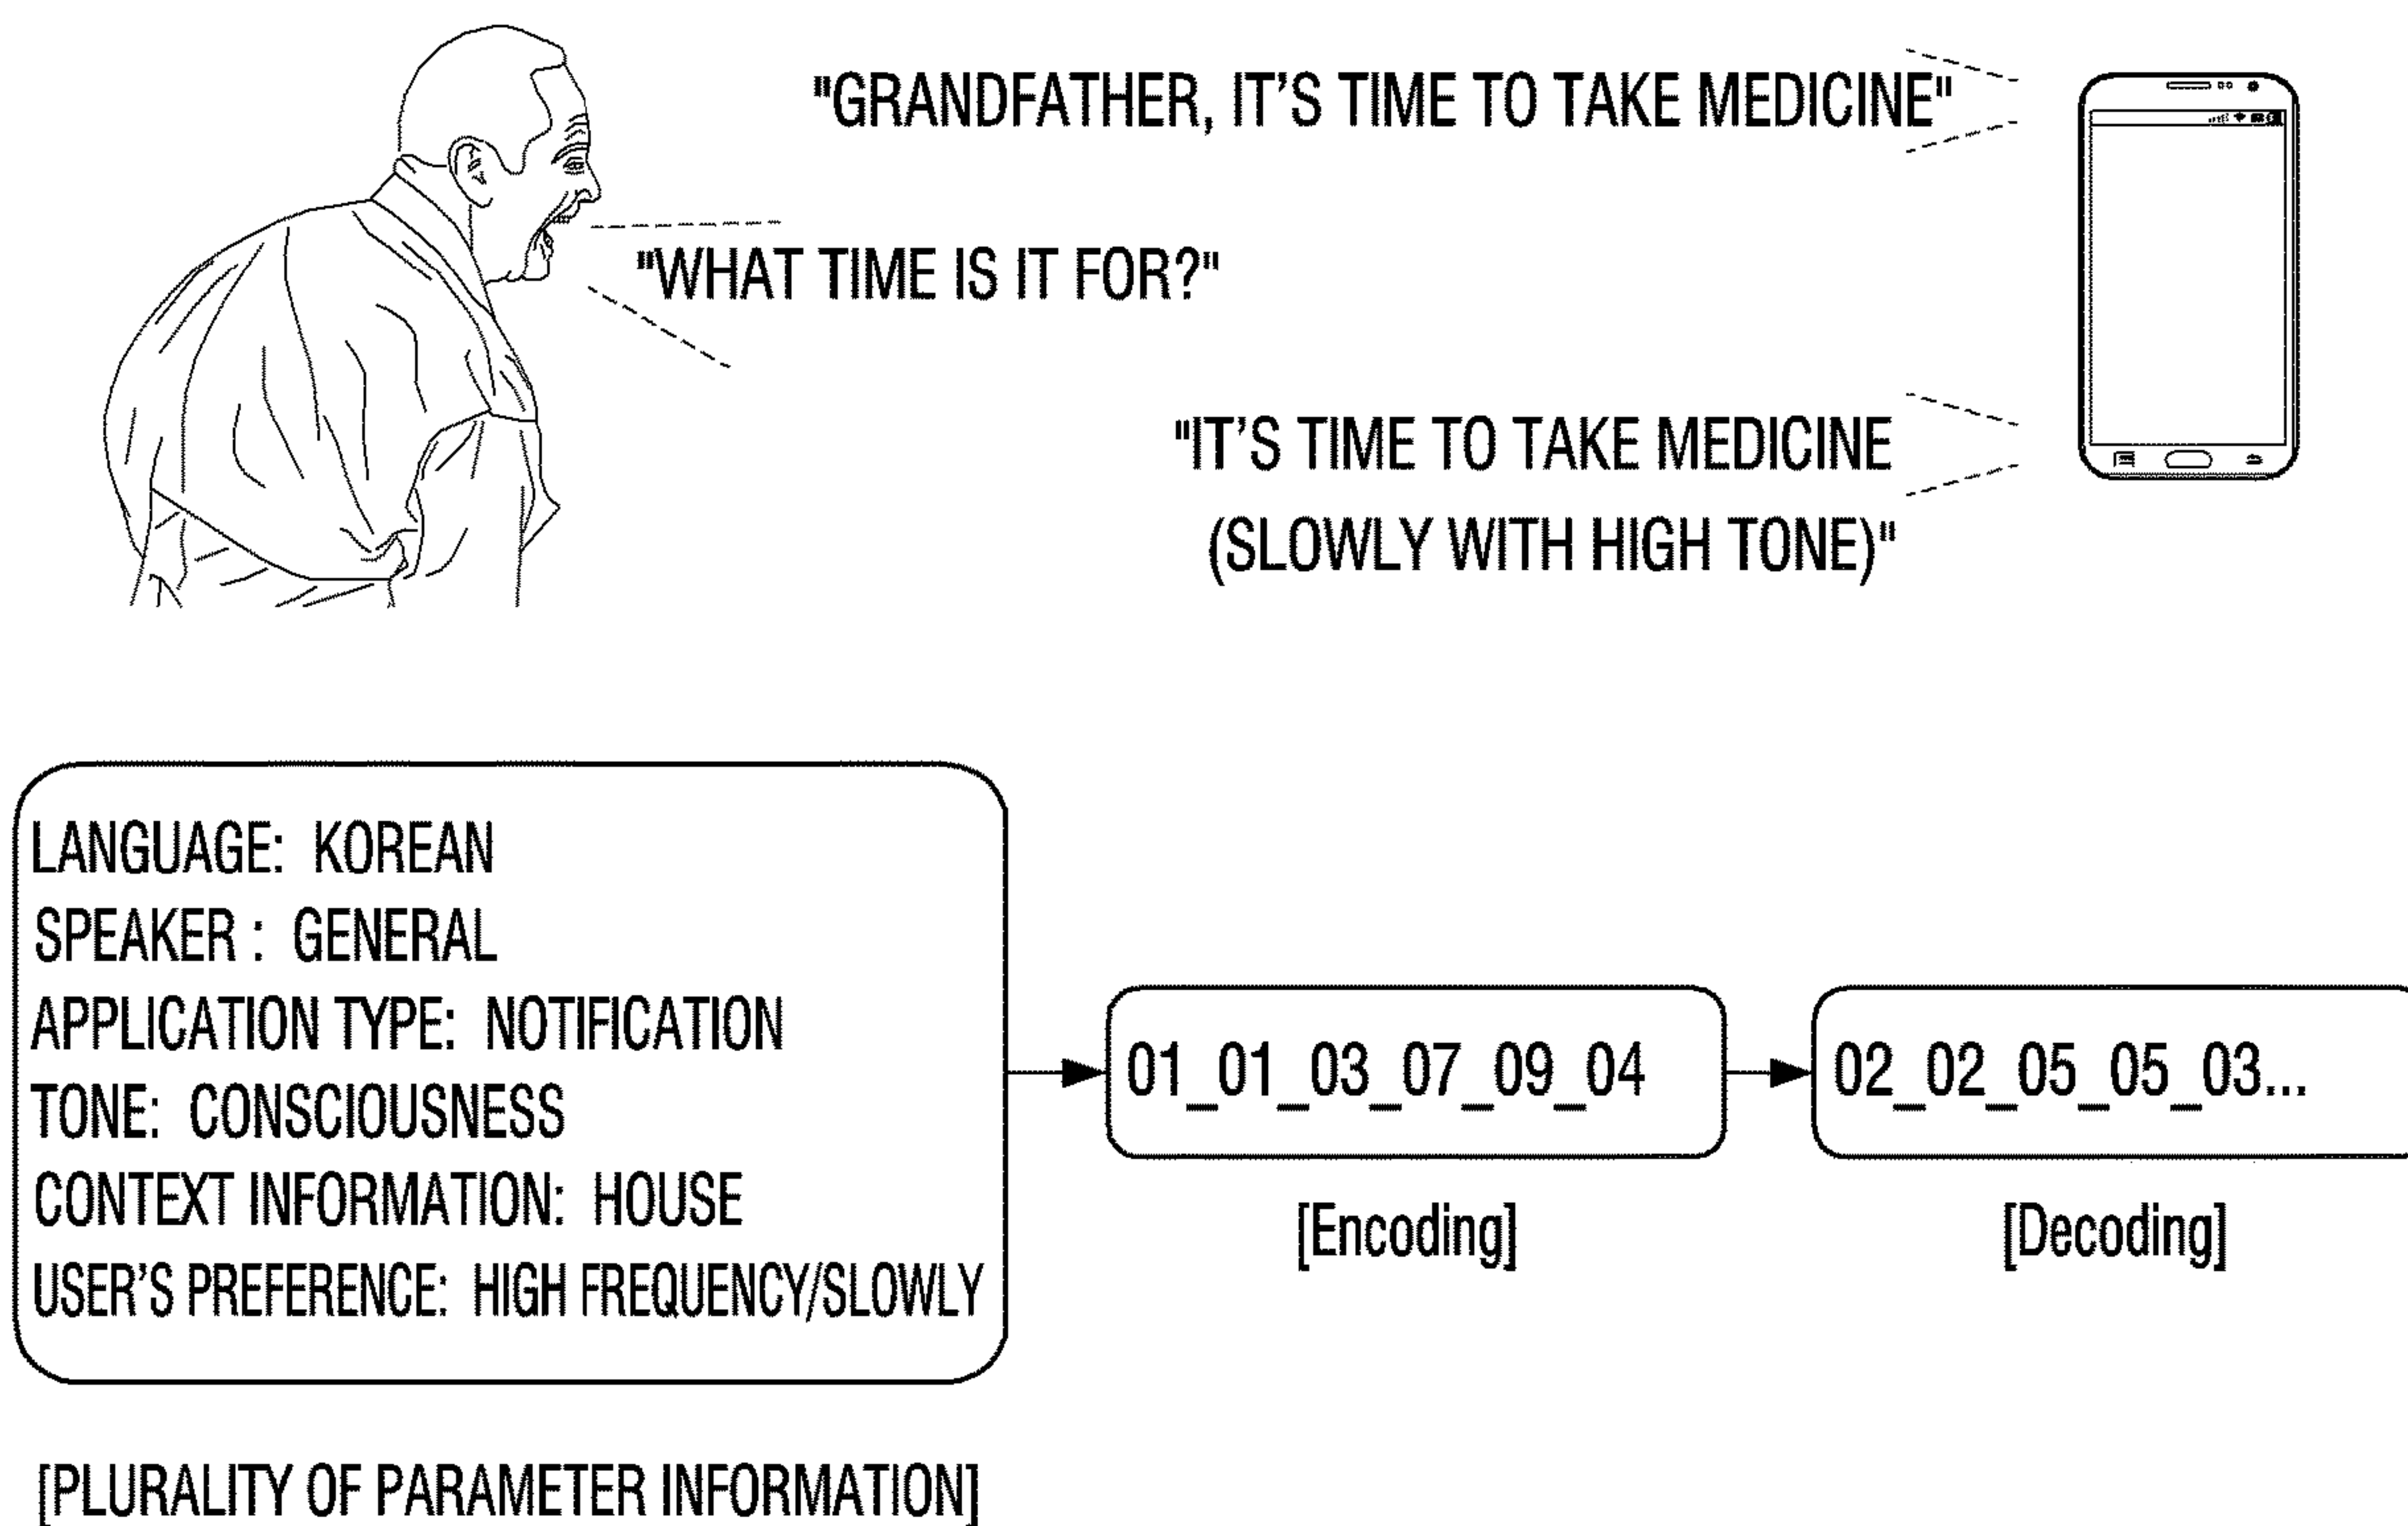 "GRANDFATHER, IT'S TIME TO TAKE MEDICINE"
"WHAT TIME IS IT FOR?"
"IT'S TIME TO TAKE MEDICINE
(SLOWLY WITH HIGH TONE)"
LANGUAGE: KOREAN
SPEAKER : GENERAL
APPLICATION TYPE: NOTIFICATION
TONE: CONSCIOUSNESS
CONTEXT INFORMATION: HOUSE
USER'S PREFERENCE: HIGH FREQUENCY/SLOWLY
[PLURALITY OF PARAMETER INFORMATION]
01_01_03_07_09_04
[Encoding]
02_02_05_05_03...
[Decoding]